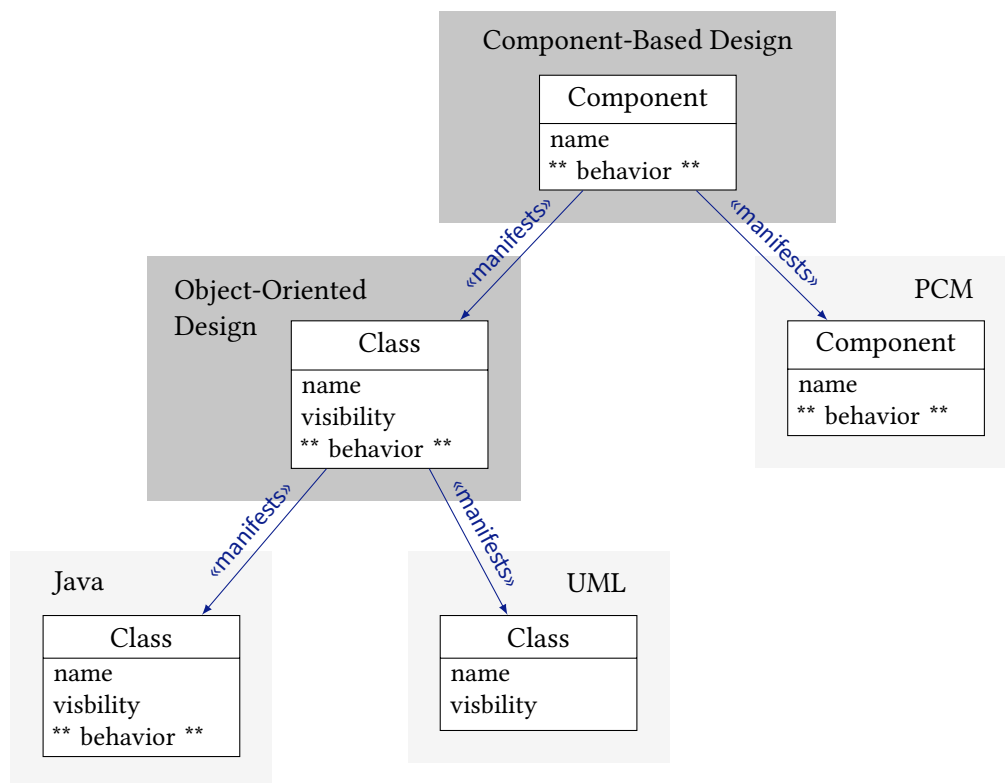 Component-Based Design
Component
name
** behavior **
«manifests»
«manifests»
Object-Oriented
Design
Class
name
visibility
** behavior **
PCM
Component
name
** behavior **
«manifests»
«manifests»
Java
Class
name
visbility
** behavior **
UML
Class
name
visbility